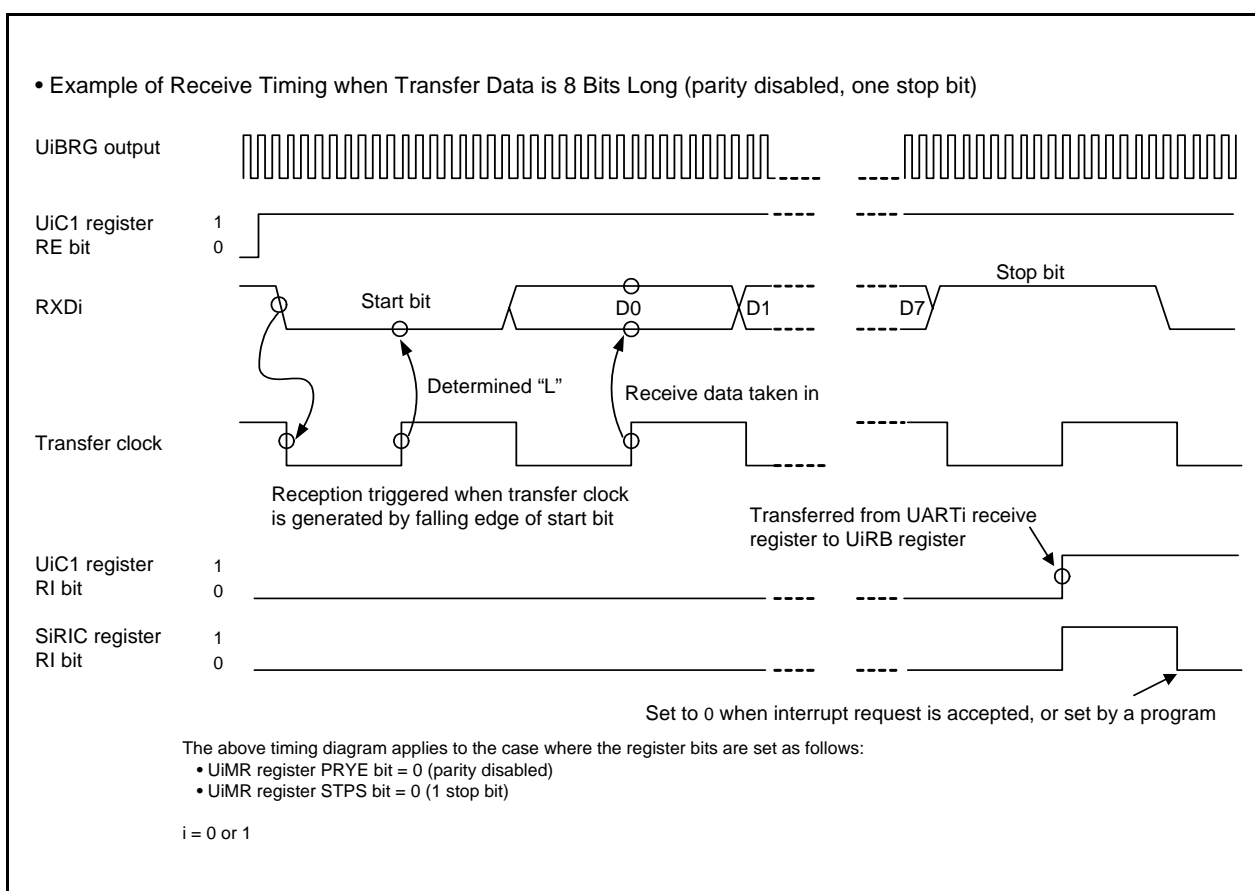 • Example of Receive Timing when Transfer Data is 8 Bits Long (parity disabled, one stop bit)
UiBRG output
UiC1 register
RE bit
1
0
RXDi
Start bit
D0
D1
D7
Stop bit
Determined “L”
Receive data taken in
Transfer clock
Reception triggered when transfer clock
is generated by falling edge of start bit
Transferred from UARTi receive
register to UiRB register
UiC1 register
RI bit
1
0
SiRIC register
RI bit
1
0
Set to 0 when interrupt request is accepted, or set by a program
The above timing diagram applies to the case where the register bits are set as follows:
• UiMR register PRYE bit = 0 (parity disabled)
• UiMR register STPS bit = 0 (1 stop bit)
i = 0 or 1